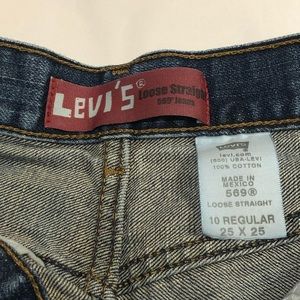 LEVI'S® Loose Straight
569® Jeans
LEVI'S
levi.com
(800) USA-LEVI
100% COTTON
MADE IN
MEXICO
569®
LOOSE STRAIGHT
10 REGULAR
25 X 25